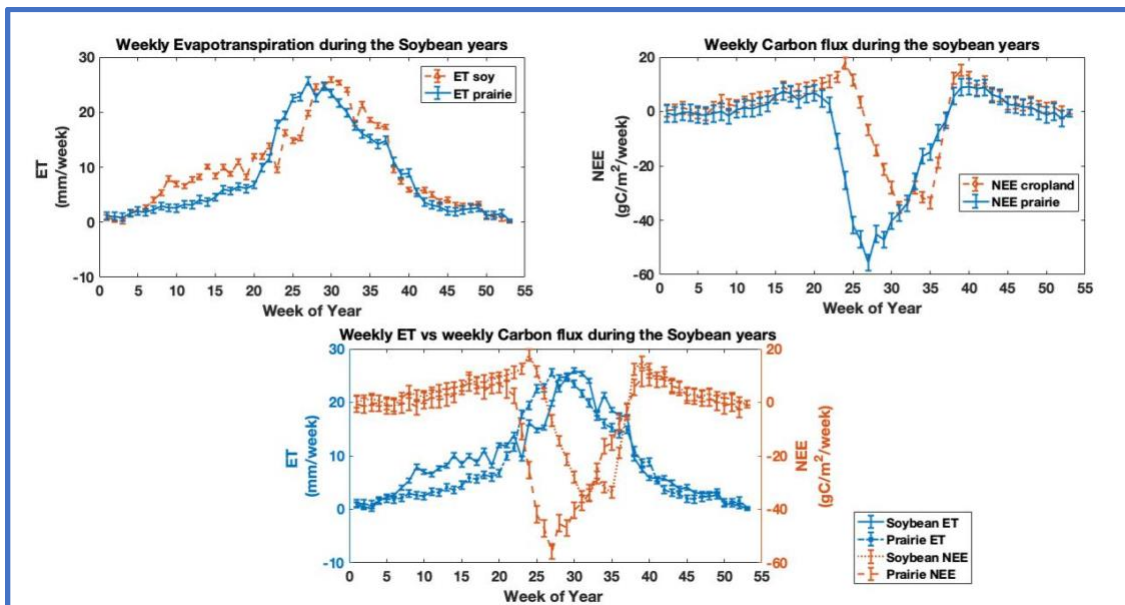 Weekly Evapotranspiration during the Soybean years
30
20
10
0
-10
ET
(mm/week)
ET soy
ET prairie
0 5 10 15 20 25 30 35 40 45 50 55
Week of Year
Weekly Carbon flux during the soybean years
20
0
-20
-40
-60
NEE
(gC/m²/week)
NEE cropland
NEE prairie
0 5 10 15 20 25 30 35 40 45 50 55
Week of Year
Weekly ET vs weekly Carbon flux during the Soybean years
30
20
10
0
-10
ET
(mm/week)
20
0
-20
-40
-60
NEE
(gC/m²/week)
0 5 10 15 20 25 30 35 40 45 50 55
Week of Year
Soybean ET
Prairie ET
Soybean NEE
Prairie NEE